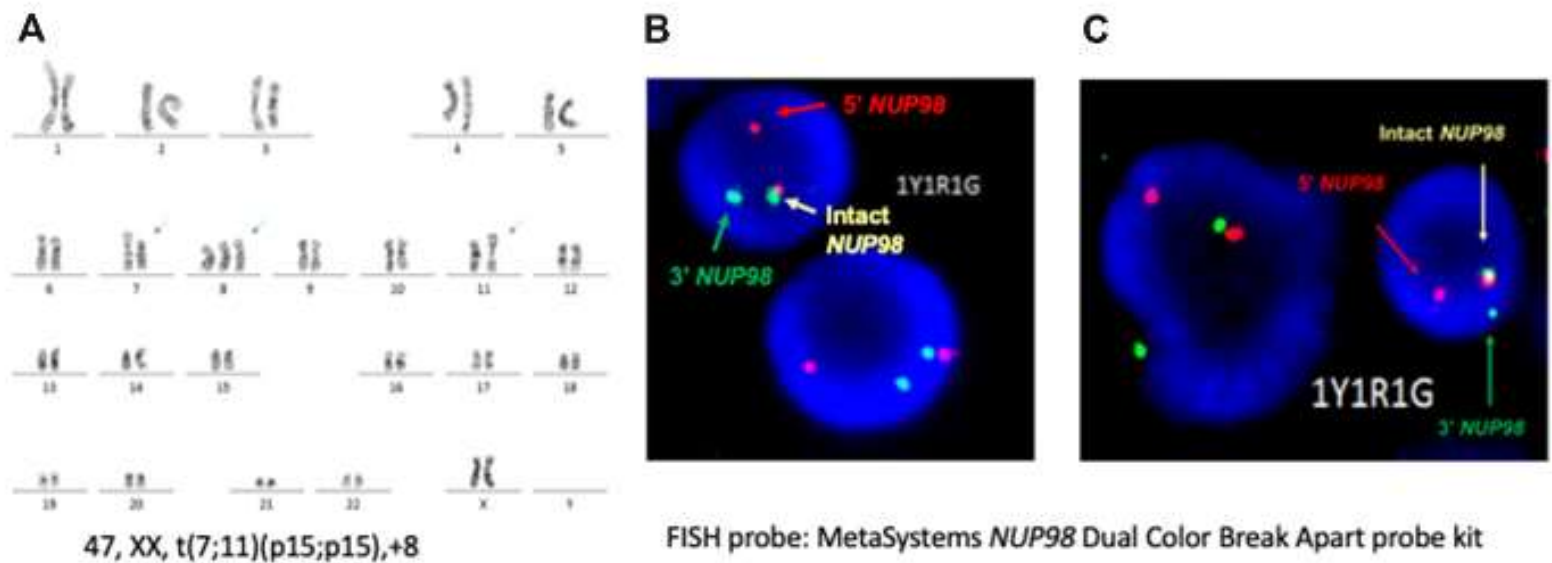 A
1 2 3 4 5
6 7 8 9 10 11 12
13 14 15 16 17 18
19 20 21 22 X Y
47, XX, t(7;11)(p15;p15),+8
B
5' NUP98
1Y1R1G
Intact
NUP98
3' NUP98
C
Intact NUP98
5' NUP98
1Y1R1G
3' NUP98
FISH probe: MetaSystems NUP98 Dual Color Break Apart probe kit